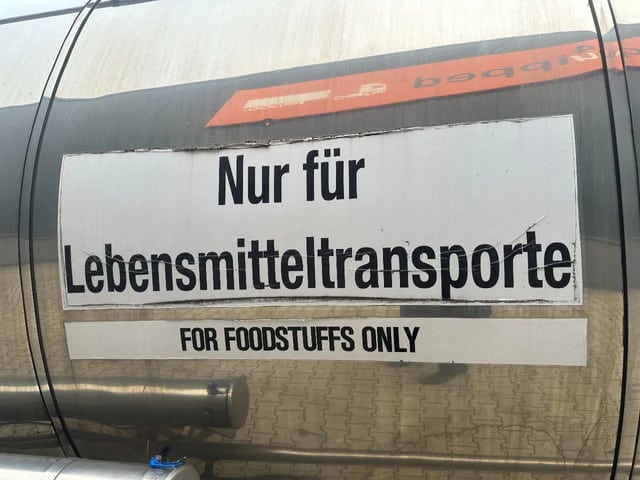 Nur für
Lebensmitteltransporte
FOR FOODSTUFFS ONLY